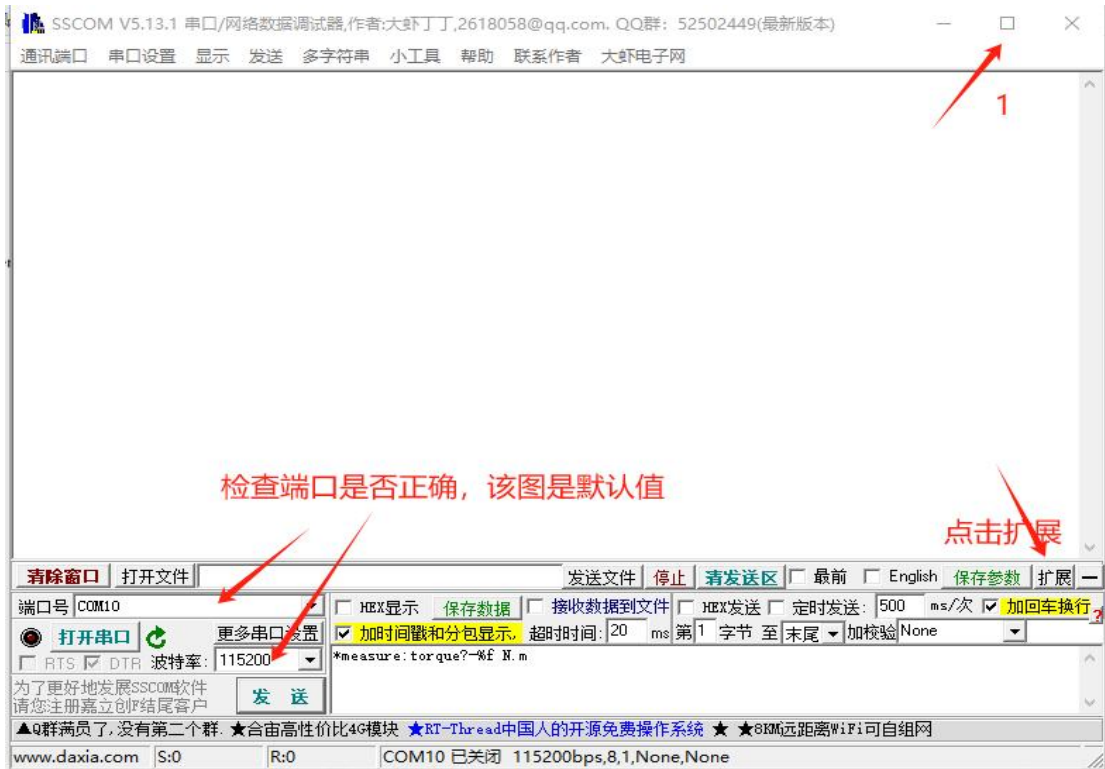 SSCOM V5.13.1 串口/网络数据调试器,作者:大虾丁丁,2618058@qq.com. QQ群: 52502449(最新版本)
通讯端口 串口设置 显示 发送 多字符串 小工具 帮助 联系作者 大虾电子网
1
检查端口是否正确，该图是默认值
点击扩展
清除窗口 打开文件 发送文件 停止 清发送区 最前 English 保存参数 扩展 —
端口号 COM10 HEX显示 保存数据 接收数据到文件 HEX发送 定时发送: 500 ms/次 加回车换行
打开串口 更多串口设置 加时间戳和分包显示, 超时时间: 20 ms 第1 字节 至 末尾 加校验 None ?
RTS DTR 波特率: 115200 *measure:torque?-%f N.m
为了更好地发展SSCOM软件
请您注册嘉立创F结尾客户
发 送
▲Q群满员了,没有第二个群. ★合宙高性价比4G模块 ★RT-Thread中国人的开源免费操作系统 ★ ★8KM远距离WiFi可自组网
www.daxia.com S:0 R:0 COM10 已关闭 115200bps,8,1,None,None